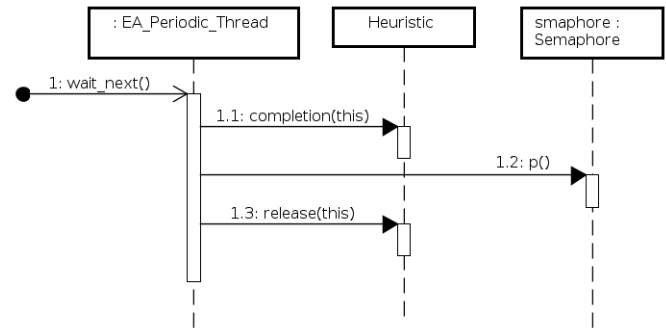 : EA_Periodic_Thread
Heuristic
smaphore :
Semaphore
1: wait_next()
1.1: completion(this)
1.2: p()
1.3: release(this)